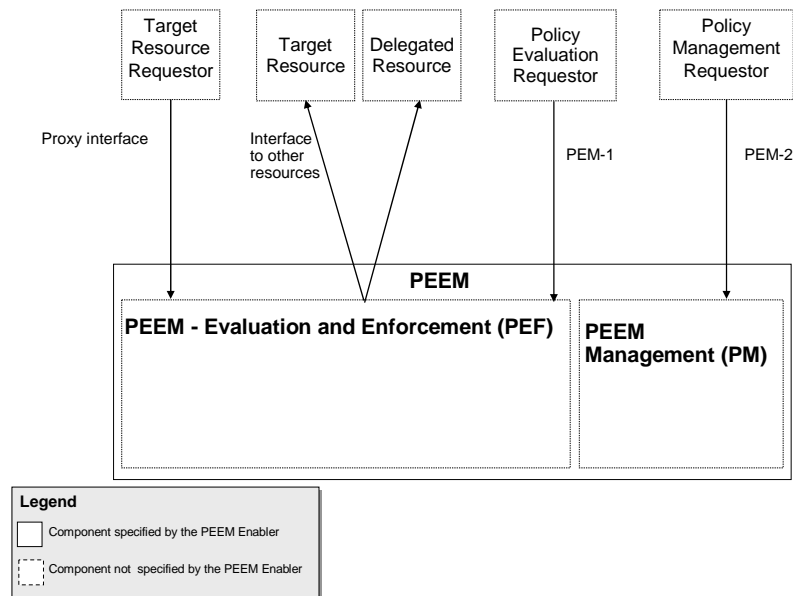 Target
Resource
Requestor
Target
Resource
Delegated
Resource
Policy
Evaluation
Requestor
Policy
Management
Requestor
Proxy interface
Interface
to other
resources
PEM-1
PEM-2
PEEM
PEEM - Evaluation and Enforcement (PEF)
PEEM
Management (PM)
Legend
Component specified by the PEEM Enabler
Component not specified by the PEEM Enabler